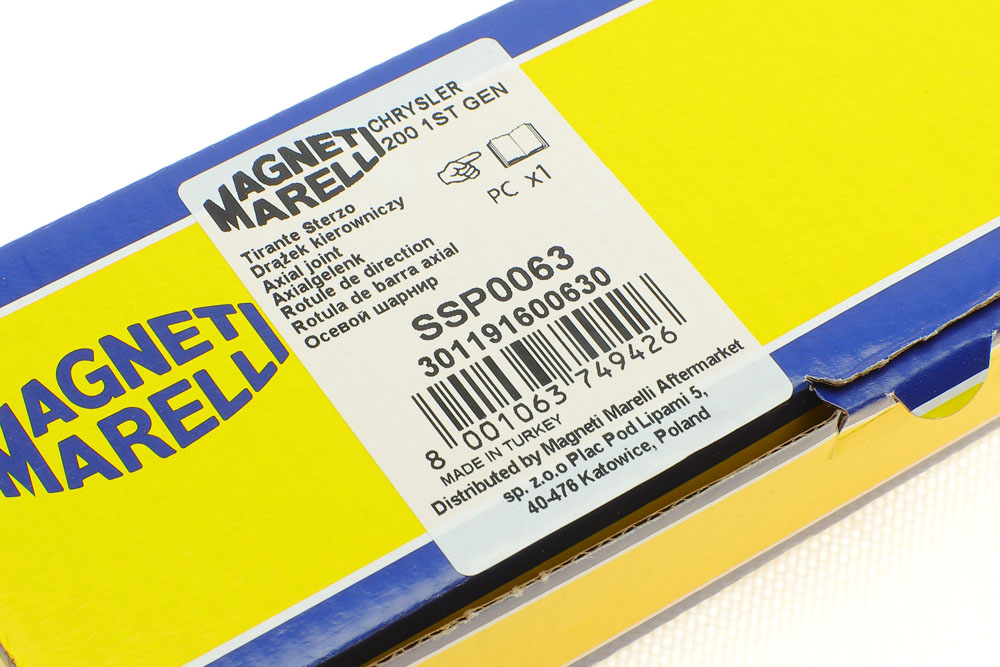 MAGNETI
MARELLI
CHRYSLER
200 1ST GEN
PC x1
Tirante Sterzo
Drążek kierowniczy
Axial joint
Axialgelenk
Rotule de direction
Rotula de barra axial
Осевой шарнир
SSP0063
301191600630
8 001063 749426
MADE IN TURKEY
Distributed by Magneti Marelli Aftermarket
sp. z.o.o Plac Pod Lipami 5,
40-476 Katowice, Poland
MAGNETI
MARELLI